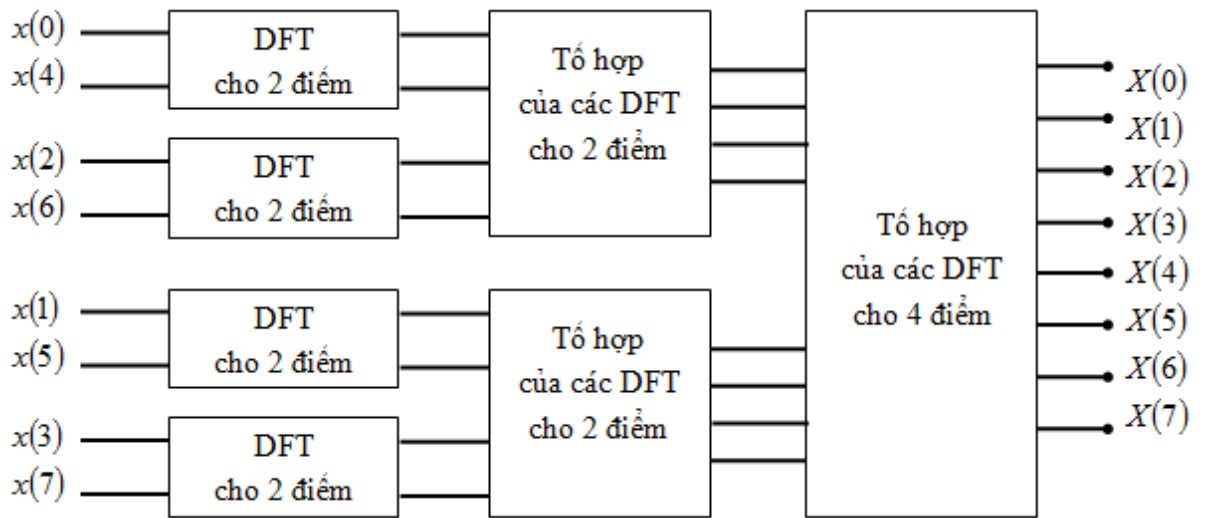 x(0)
x(4)
x(2)
x(6)
x(1)
x(5)
x(3)
x(7)
DFT
cho 2 điểm
DFT
cho 2 điểm
DFT
cho 2 điểm
DFT
cho 2 điểm
Tổ hợp
của các DFT
cho 2 điểm
Tổ hợp
của các DFT
cho 2 điểm
Tổ hợp
của các DFT
cho 4 điểm
X(0)
X(1)
X(2)
X(3)
X(4)
X(5)
X(6)
X(7)